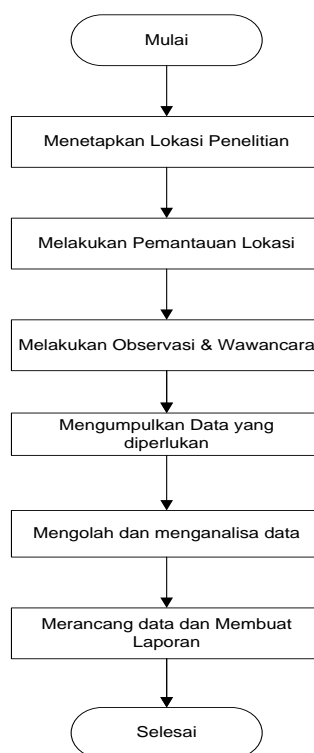 Mulai
Menetapkan Lokasi Penelitian
Melakukan Pemantauan Lokasi
Melakukan Observasi & Wawancara
Mengumpulkan Data yang
diperlukan
Mengolah dan menganalisa data
Merancang data dan Membuat
Laporan
Selesai